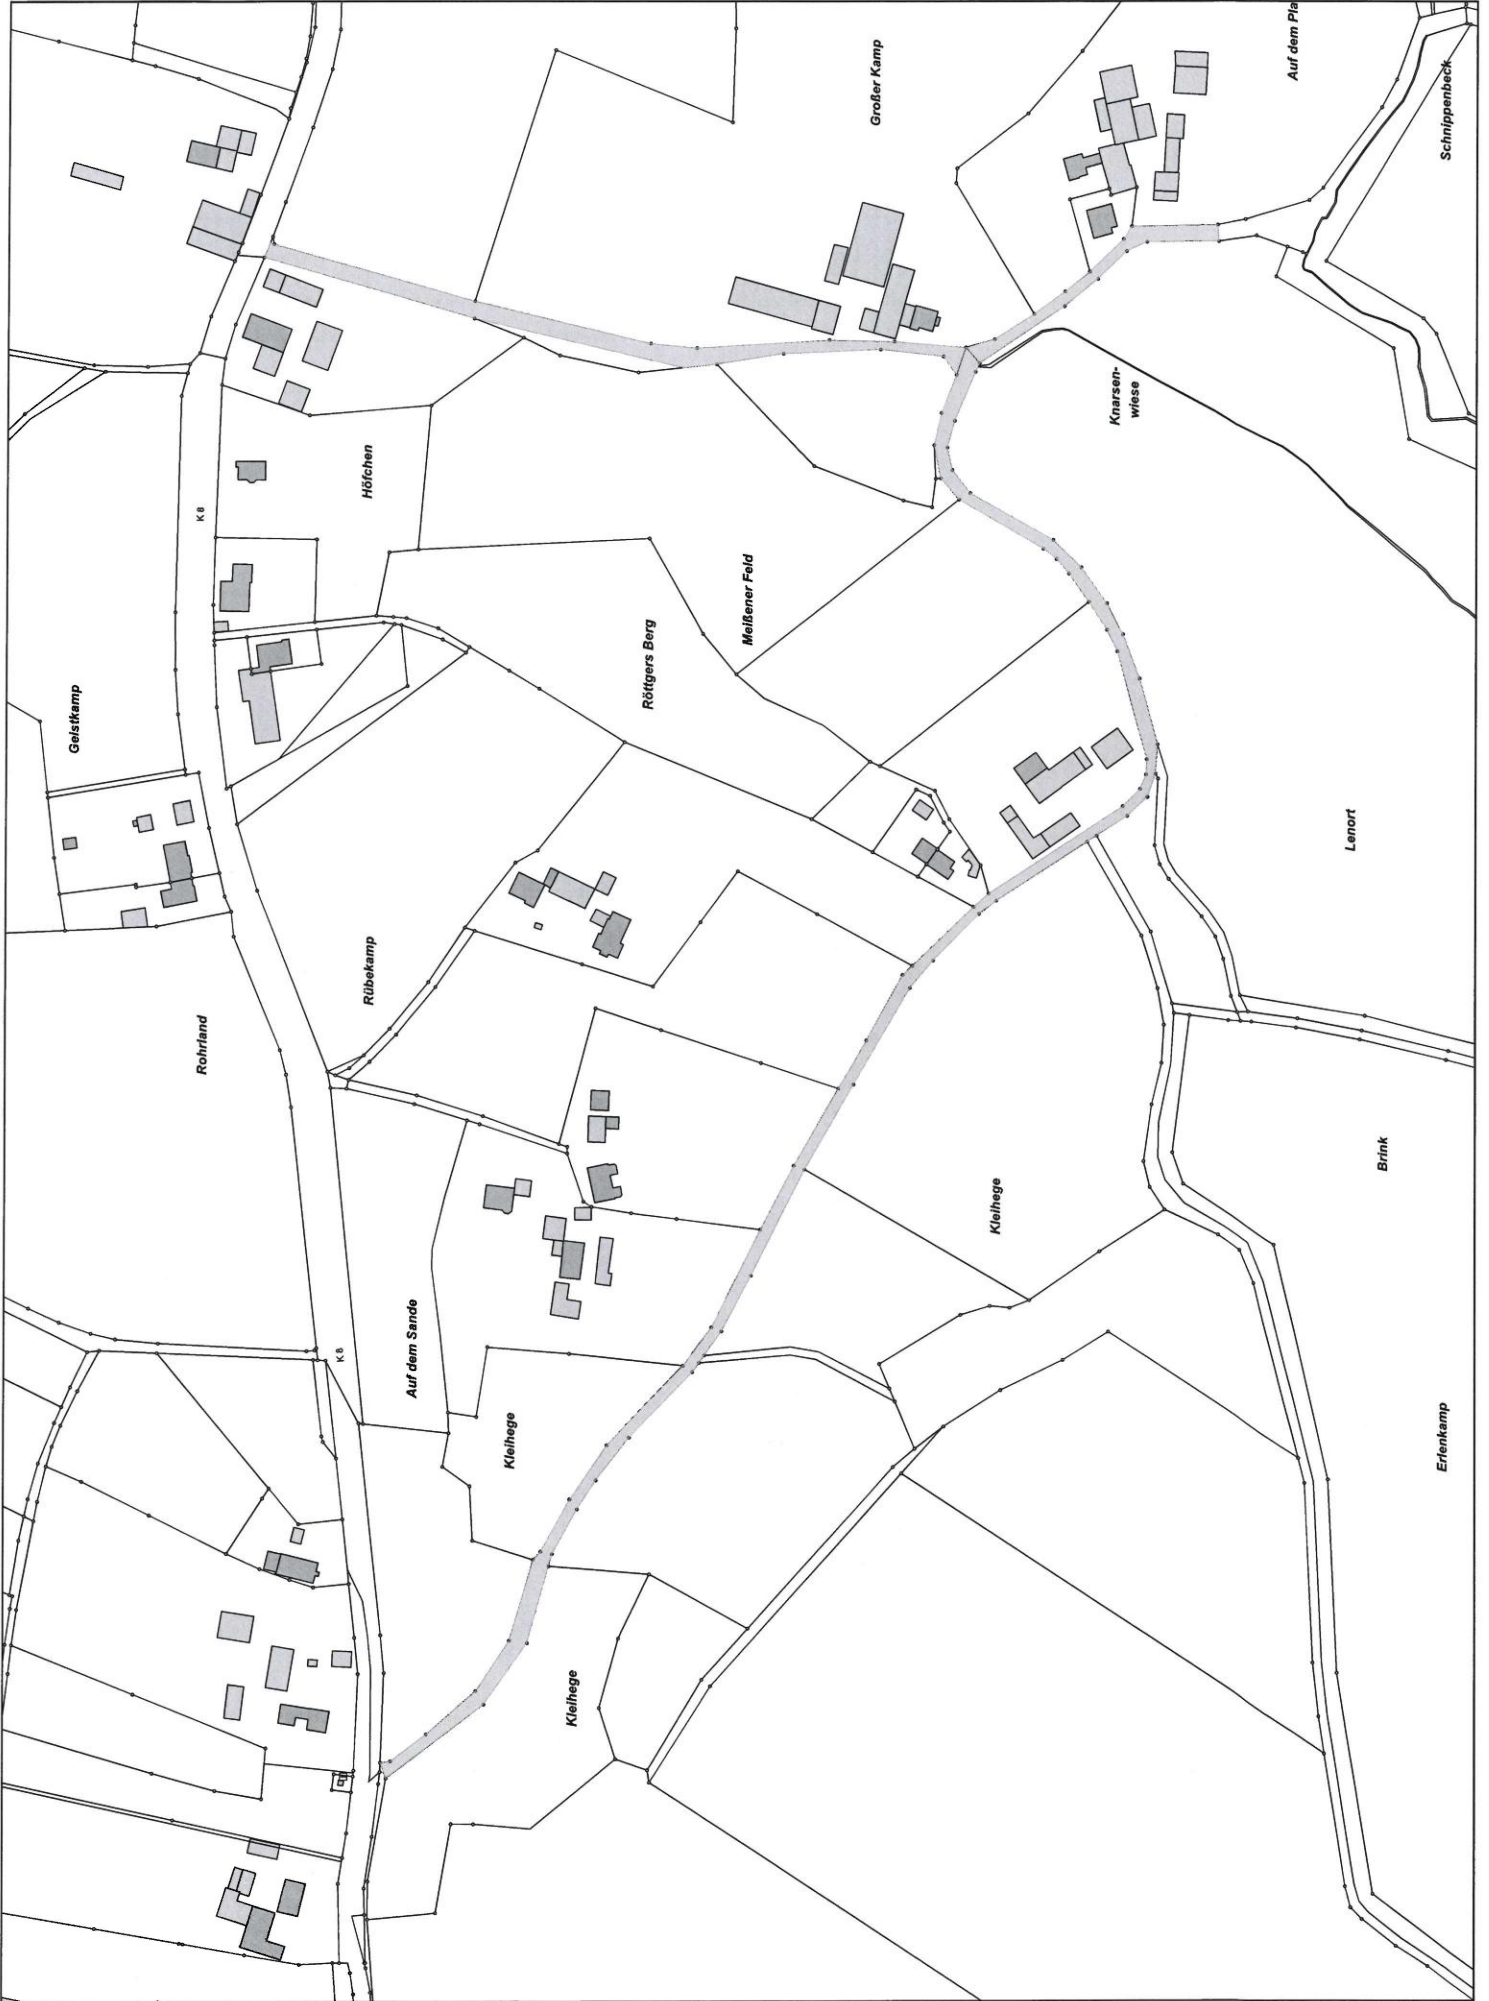 Großer Kamp
Auf dem Pla
Schnippenbeck
Knarsen-
wiese
Höfchen
K 8
Meißener Feld
Röttgers Berg
Geistkamp
Lenort
Rübekamp
Rohrland
Brink
Kleihege
K 8
Auf dem Sande
Kleihege
Erlenkamp
Kleihege